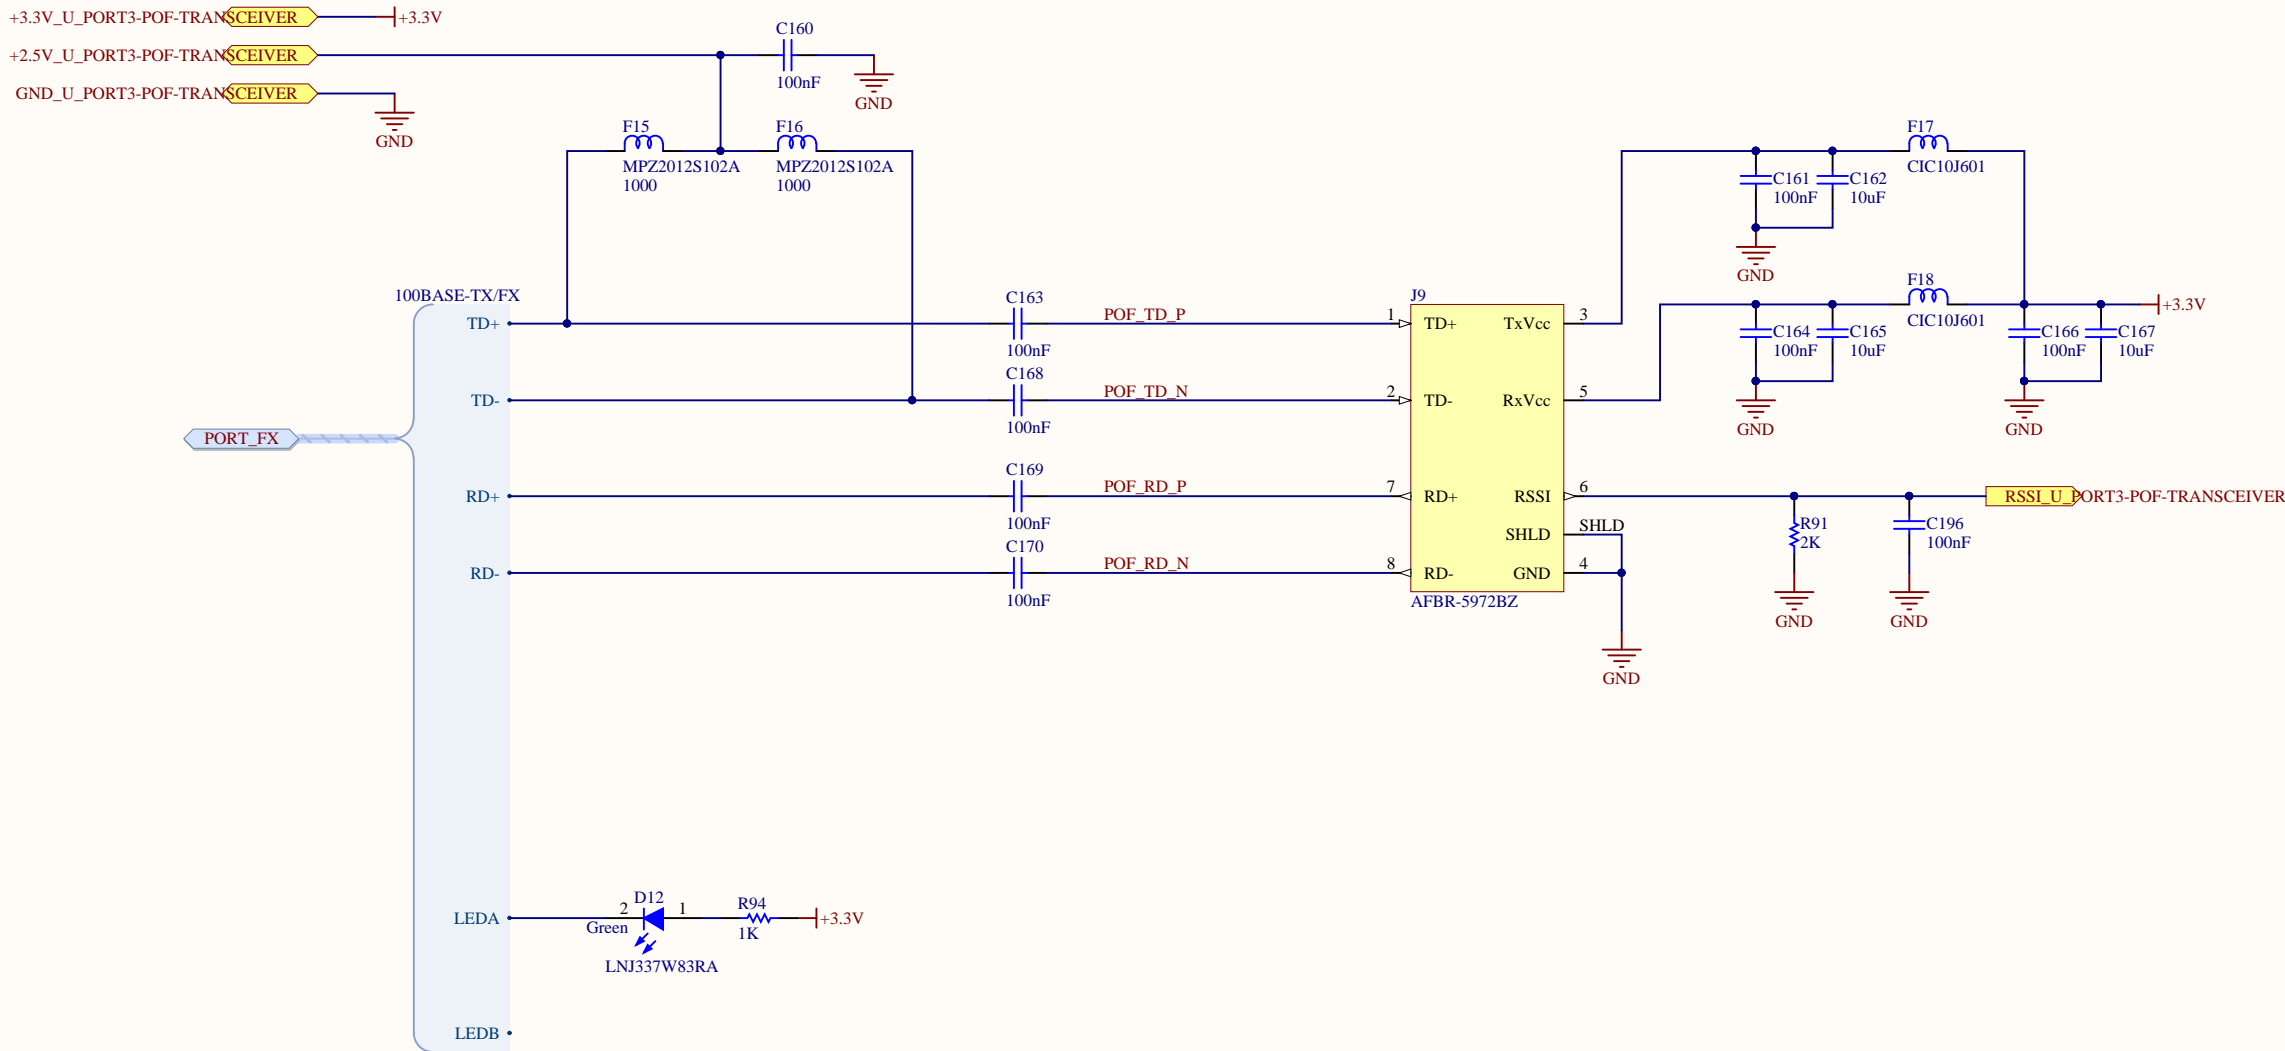 +3.3V_U_PORT3-POF-TRANSCEIVER
+3.3V
+2.5V_U_PORT3-POF-TRANSCEIVER
C160
100nF
GND
GND_U_PORT3-POF-TRANSCEIVER
GND
F15
MPZ2012S102A
1000
F16
MPZ2012S102A
1000
F17
CIC10J601
C161
100nF
C162
10uF
GND
F18
CIC10J601
+3.3V
C164
100nF
C165
10uF
GND
C166
100nF
C167
10uF
GND
100BASE-TX/FX
TD+
TD-
RD+
RD-
LEDA
LEDB
PORT_FX
C163
100nF
POF_TD_P
C168
100nF
POF_TD_N
C169
100nF
POF_RD_P
C170
100nF
POF_RD_N
J9
1 TD+ TxVcc 3
2 TD- RxVcc 5
7 RD+ RSSI 6
SHLD SHLD
8 RD- GND 4
AFBR-5972BZ
GND
RSSI_U_PORT3-POF-TRANSCEIVER
R91
2K
GND
C196
100nF
GND
D12
2 1
Green
LNJ337W83RA
R94
1K
+3.3V